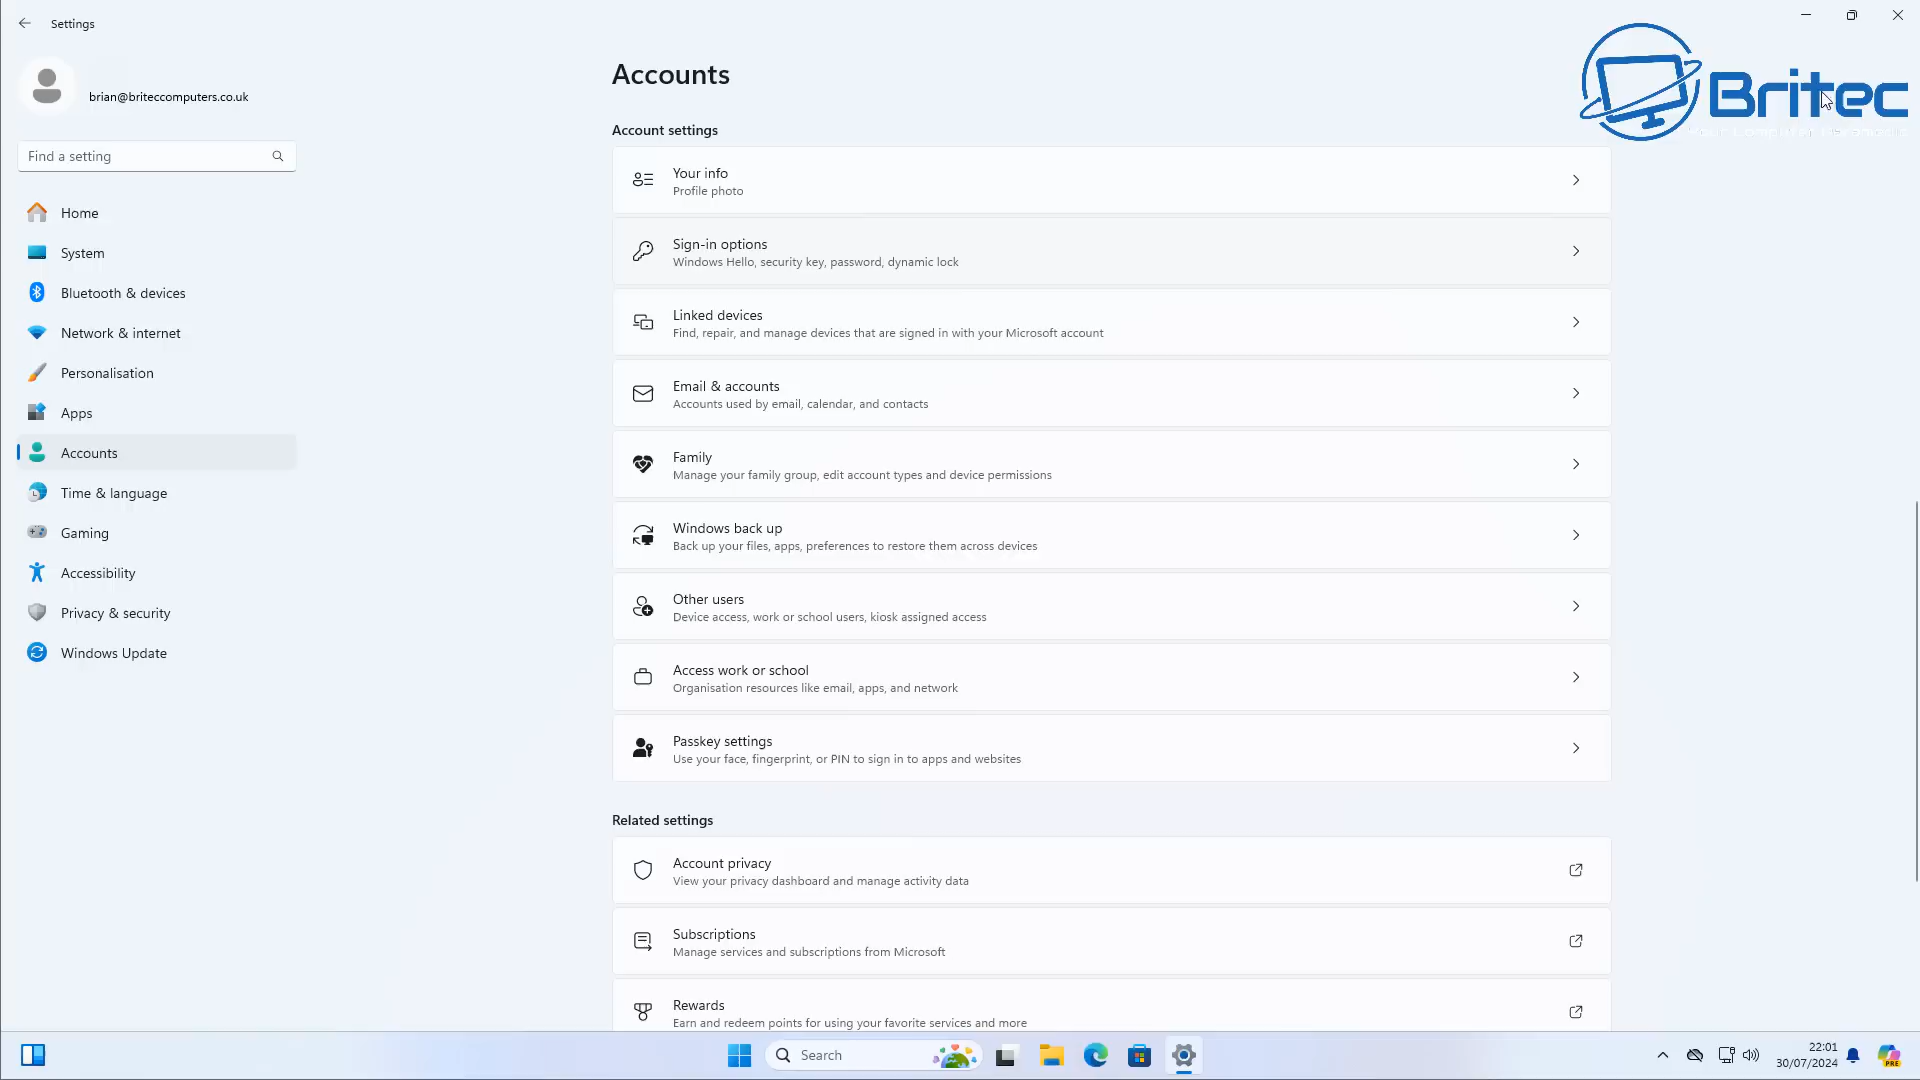 Settings
brian@briteccomputers.co.uk
Find a setting
Home
System
Bluetooth & devices
Network & internet
Personalisation
Apps
Accounts
Time & language
Gaming
Accessibility
Privacy & security
Windows Update
Accounts
Britec
Account settings
Your info
Profile photo
Sign-in options
Windows Hello, security key, password, dynamic lock
Linked devices
Find, repair, and manage devices that are signed in with your Microsoft account
Email & accounts
Accounts used by email, calendar, and contacts
Family
Manage your family group, edit account types and device permissions
Windows back up
Back up your files, apps, preferences to restore them across devices
Other users
Device access, work or school users, kiosk assigned access
Access work or school
Organisation resources like email, apps, and network
Passkey settings
Use your face, fingerprint, or PIN to sign in to apps and websites
Related settings
Account privacy
View your privacy dashboard and manage activity data
Subscriptions
Manage services and subscriptions from Microsoft
Rewards
Earn and redeem points for using your favorite services and more
Search
22:01
30/07/2024
PRE